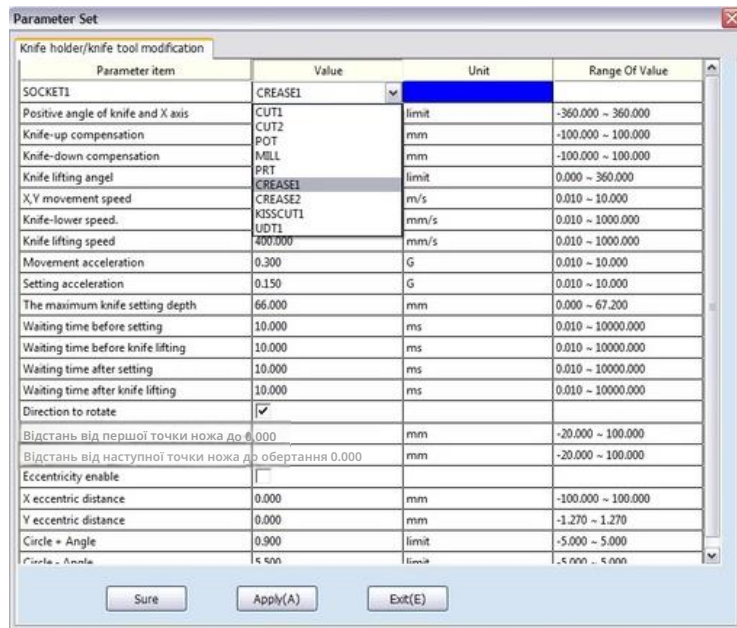 Parameter Set
Knife holder/knife tool modification
Parameter item Value Unit Range Of Value
SOCKET1 CREASE1
Positive angle of knife and X axis limit -360.000 ~ 360.000
Knife-up compensation mm -100.000 ~ 100.000
Knife-down compensation mm -100.000 ~ 100.000
Knife lifting angel limit 0.000 ~ 360.000
X,Y movement speed m/s 0.010 ~ 10.000
Knife-lower speed. mm/s 0.010 ~ 1000.000
Knife lifting speed 400.000 mm/s 0.010 ~ 1000.000
CUT1
CUT2
POT
MILL
PRT
CREASE1
CREASE2
KISSCUT1
UDT1
Movement acceleration 0.300 G 0.010 ~ 10.000
Setting acceleration 0.150 G 0.010 ~ 10.000
The maximum knife setting depth 66.000 mm 0.000 ~ 67.200
Waiting time before setting 10.000 ms 0.010 ~ 10000.000
Waiting time before knife lifting 10.000 ms 0.010 ~ 10000.000
Waiting time after setting 10.000 ms 0.010 ~ 10000.000
Waiting time after knife lifting 10.000 ms 0.010 ~ 10000.000
Direction to rotate
Відстань від першої точки ножа до 0.000 mm -20.000 ~ 100.000
Відстань від наступної точки ножа до обертання 0.000 mm -20.000 ~ 100.000
Eccentricity enable
X eccentric distance 0.000 mm -100.000 ~ 100.000
Y eccentric distance 0.000 mm -1.270 ~ 1.270
Circle + Angle 0.900 limit -5.000 ~ 5.000
Circle - Angle 5.500 limit -5.000 ~ 5.000
Sure Apply(A) Exit(E)